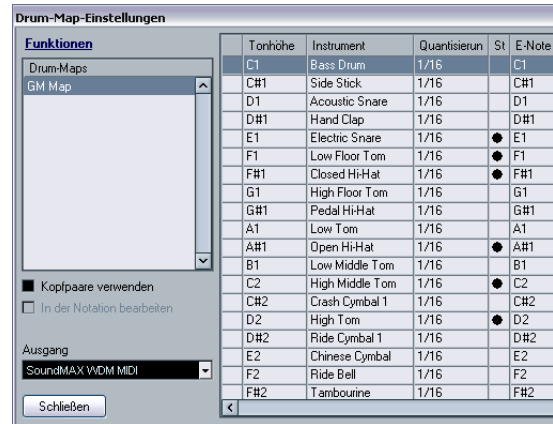 Drum-Map-Einstellungen
Funktionen
Drum-Maps
GM Map
Kopfpaare verwenden
In der Notation bearbeiten
Ausgang
SoundMAX WDM MIDI
Schließen
Tonhöhe Instrument Quantisierun St E-Note
C1 Bass Drum 1/16 C1
C#1 Side Stick 1/16 C#1
D1 Acoustic Snare 1/16 D1
D#1 Hand Clap 1/16 D#1
E1 Electric Snare 1/16 E1
F1 Low Floor Tom 1/16 F1
F#1 Closed Hi-Hat 1/16 F#1
G1 High Floor Tom 1/16 G1
G#1 Pedal Hi-Hat 1/16 G#1
A1 Low Tom 1/16 A1
A#1 Open Hi-Hat 1/16 A#1
B1 Low Middle Tom 1/16 B1
C2 High Middle Tom 1/16 C2
C#2 Crash Cymbal 1 1/16 C#2
D2 High Tom 1/16 D2
D#2 Ride Cymbal 1 1/16 D#2
E2 Chinese Cymbal 1/16 E2
F2 Ride Bell 1/16 F2
F#2 Tambourine 1/16 F#2